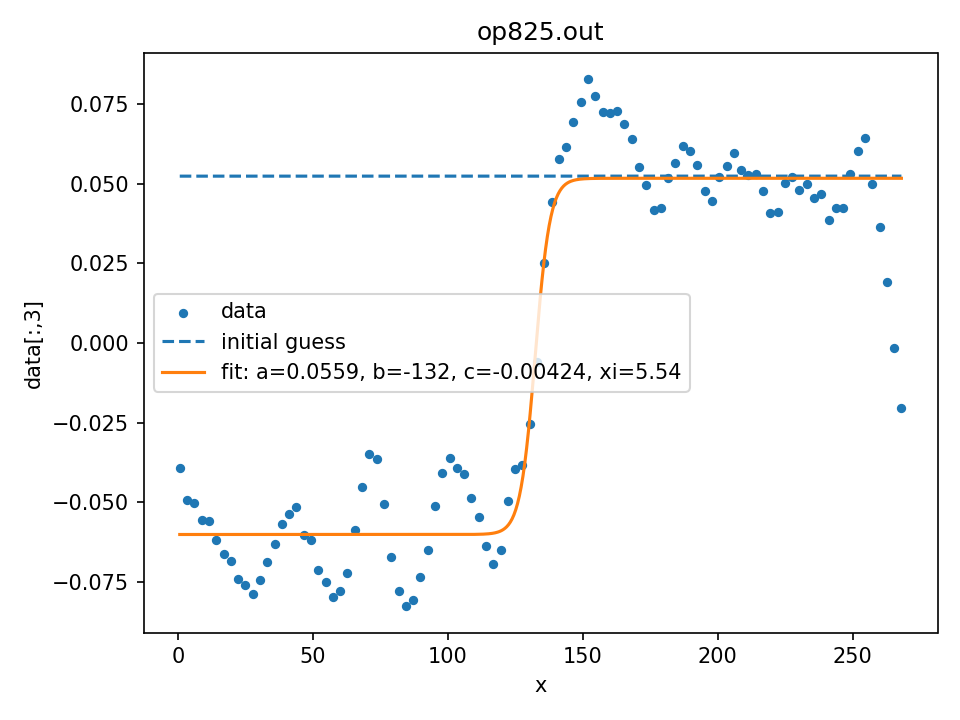 op825.out
0.075
0.050
0.025
0.000
−0.025
−0.050
−0.075
data[:,3]
data
initial guess
fit: a=0.0559, b=-132, c=-0.00424, xi=5.54
0 50 100 150 200 250
x